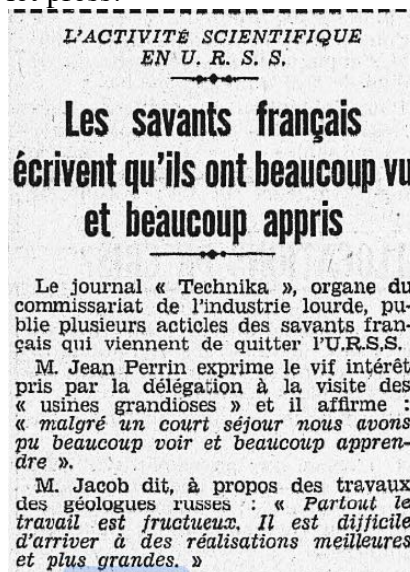 L'ACTIVITÉ SCIENTIFIQUE
EN U. R. S. S.
Les savants français
écrivent qu'ils ont beaucoup vu
et beaucoup appris
Le journal « Technika », organe du
commissariat de l'industrie lourde, pu-
blie plusieurs acticles des savants fran-
çais qui viennent de quitter l'U.R.S.S.
M. Jean Perrin exprime le vif intérêt
pris par la délégation à la visite des
« usines grandioses » et il affirme :
« malgré un court séjour nous avons
pu beaucoup voir et beaucoup appren-
dre ».
M. Jacob dit, à propos des travaux
des géologues russes : « Partout le
travail est fructueux. Il est difficile
d'arriver à des réalisations meilleures
et plus grandes. »